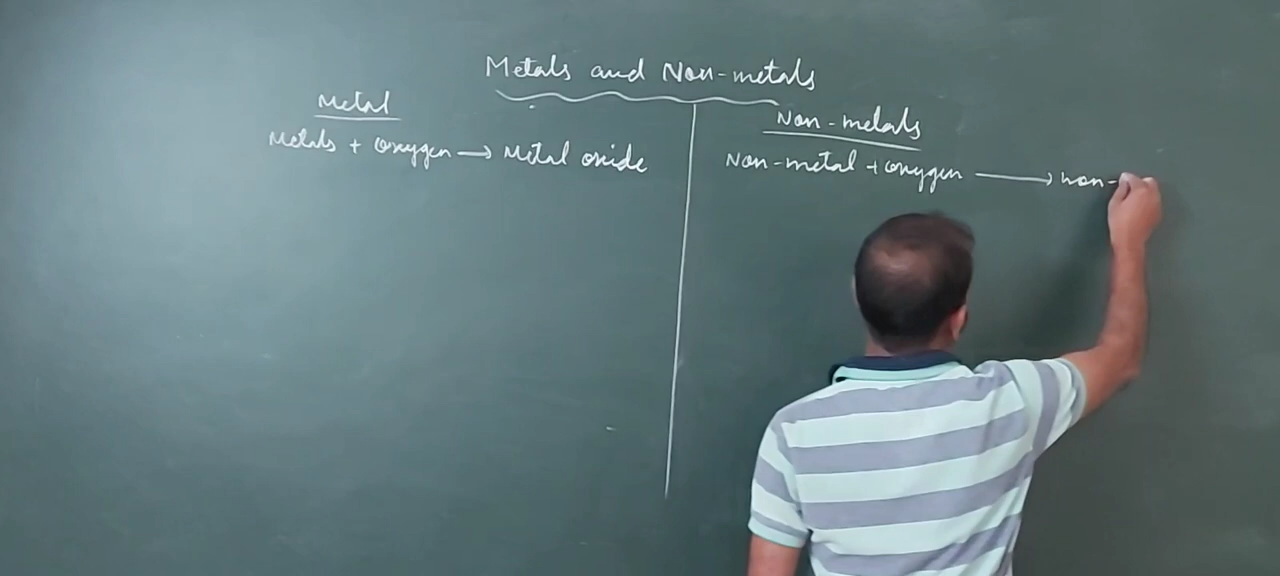 Metals and Non-metals
Metal
Metals + oxygen → Metal oxide
Non-metals
Non-metal + oxygen → non-